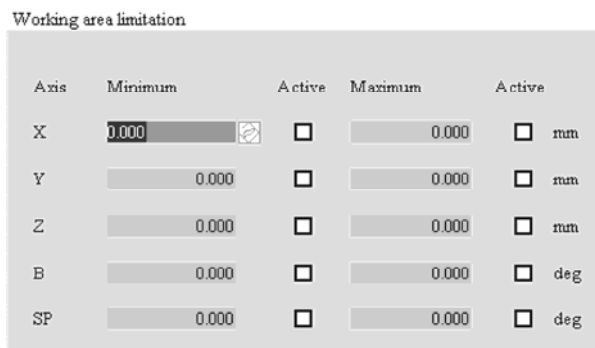 Working area limitation
Axis Minimum Active Maximum Active
X 0.000 0.000 mm
Y 0.000 0.000 mm
Z 0.000 0.000 mm
B 0.000 0.000 deg
SP 0.000 0.000 deg